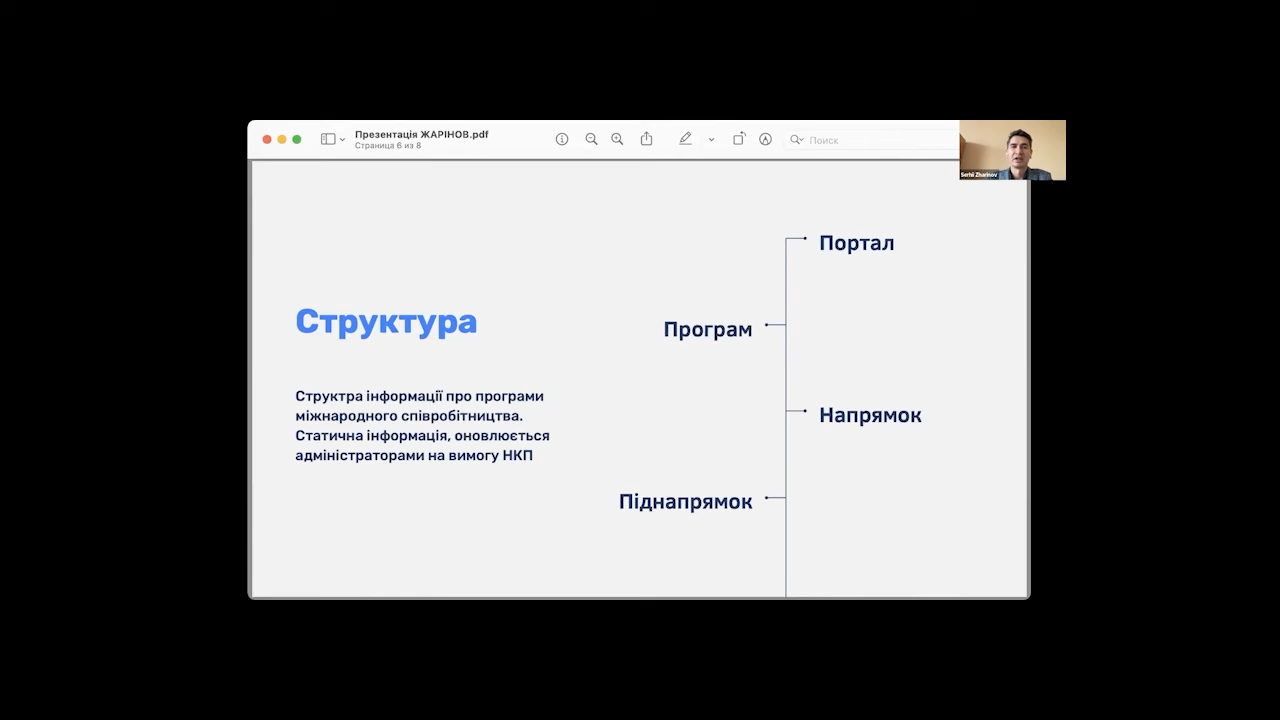 Презентація ЖАРІНОВ.pdf
Страница 6 из 8
Поиск
Serhii Zharinov
Портал
Структура
Програм
Структра інформації про програми
міжнародного співробітництва.
Статична інформація, оновлюється
адміністраторами на вимогу НКП
Напрямок
Піднапрямок